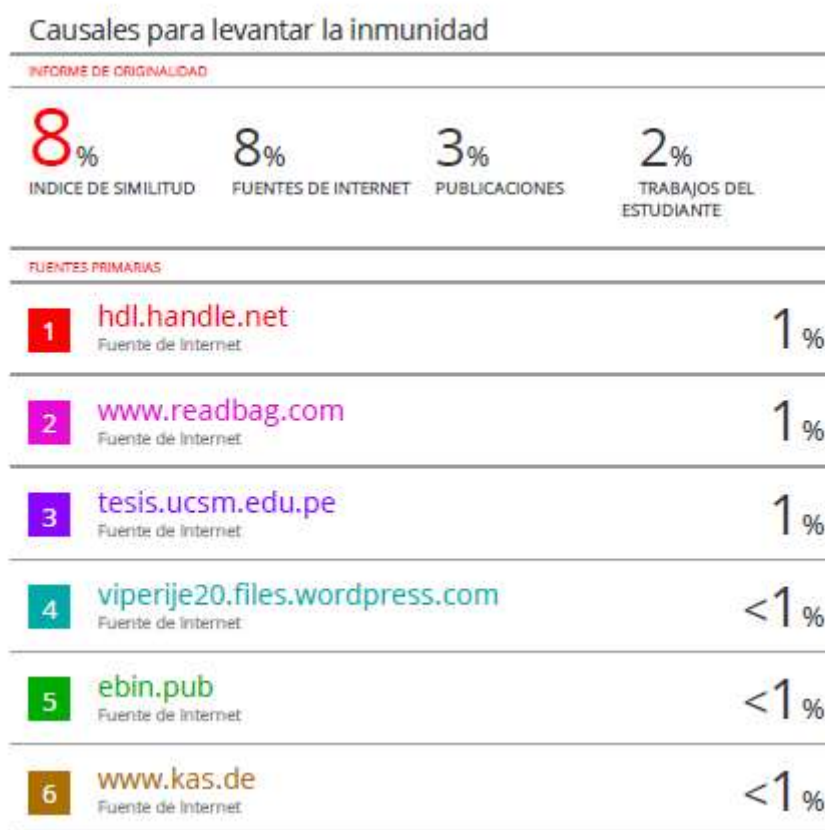 Causales para levantar la inmunidad
INFORME DE ORIGINALIDAD
8% 8% 3% 2%
INDICE DE SIMILITUD FUENTES DE INTERNET PUBLICACIONES TRABAJOS DEL
ESTUDIANTE
FUENTES PRIMARIAS
1 hdl.handle.net 1%
Fuente de Internet
2 www.readbag.com 1%
Fuente de Internet
3 tesis.ucsm.edu.pe 1%
Fuente de Internet
4 viperije20.files.wordpress.com <1%
Fuente de Internet
5 ebin.pub <1%
Fuente de Internet
6 www.kas.de <1%
Fuente de Internet